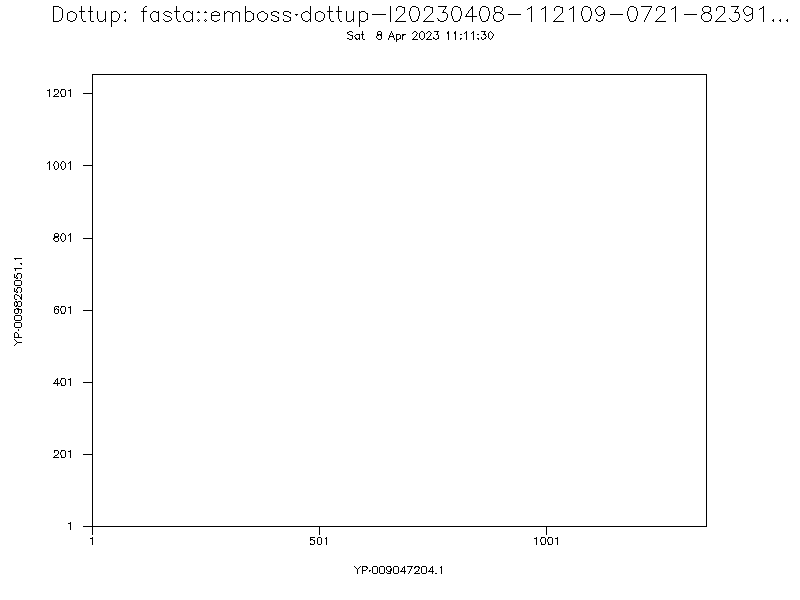 Dottup: fasta::emboss-dottup-I20230408-112109-0721-82391...
Sat 8 Apr 2023 11:11:30
1201
1001
801
601
401
201
1
YP-009825051.1
1
501
1001
YP-009047204.1